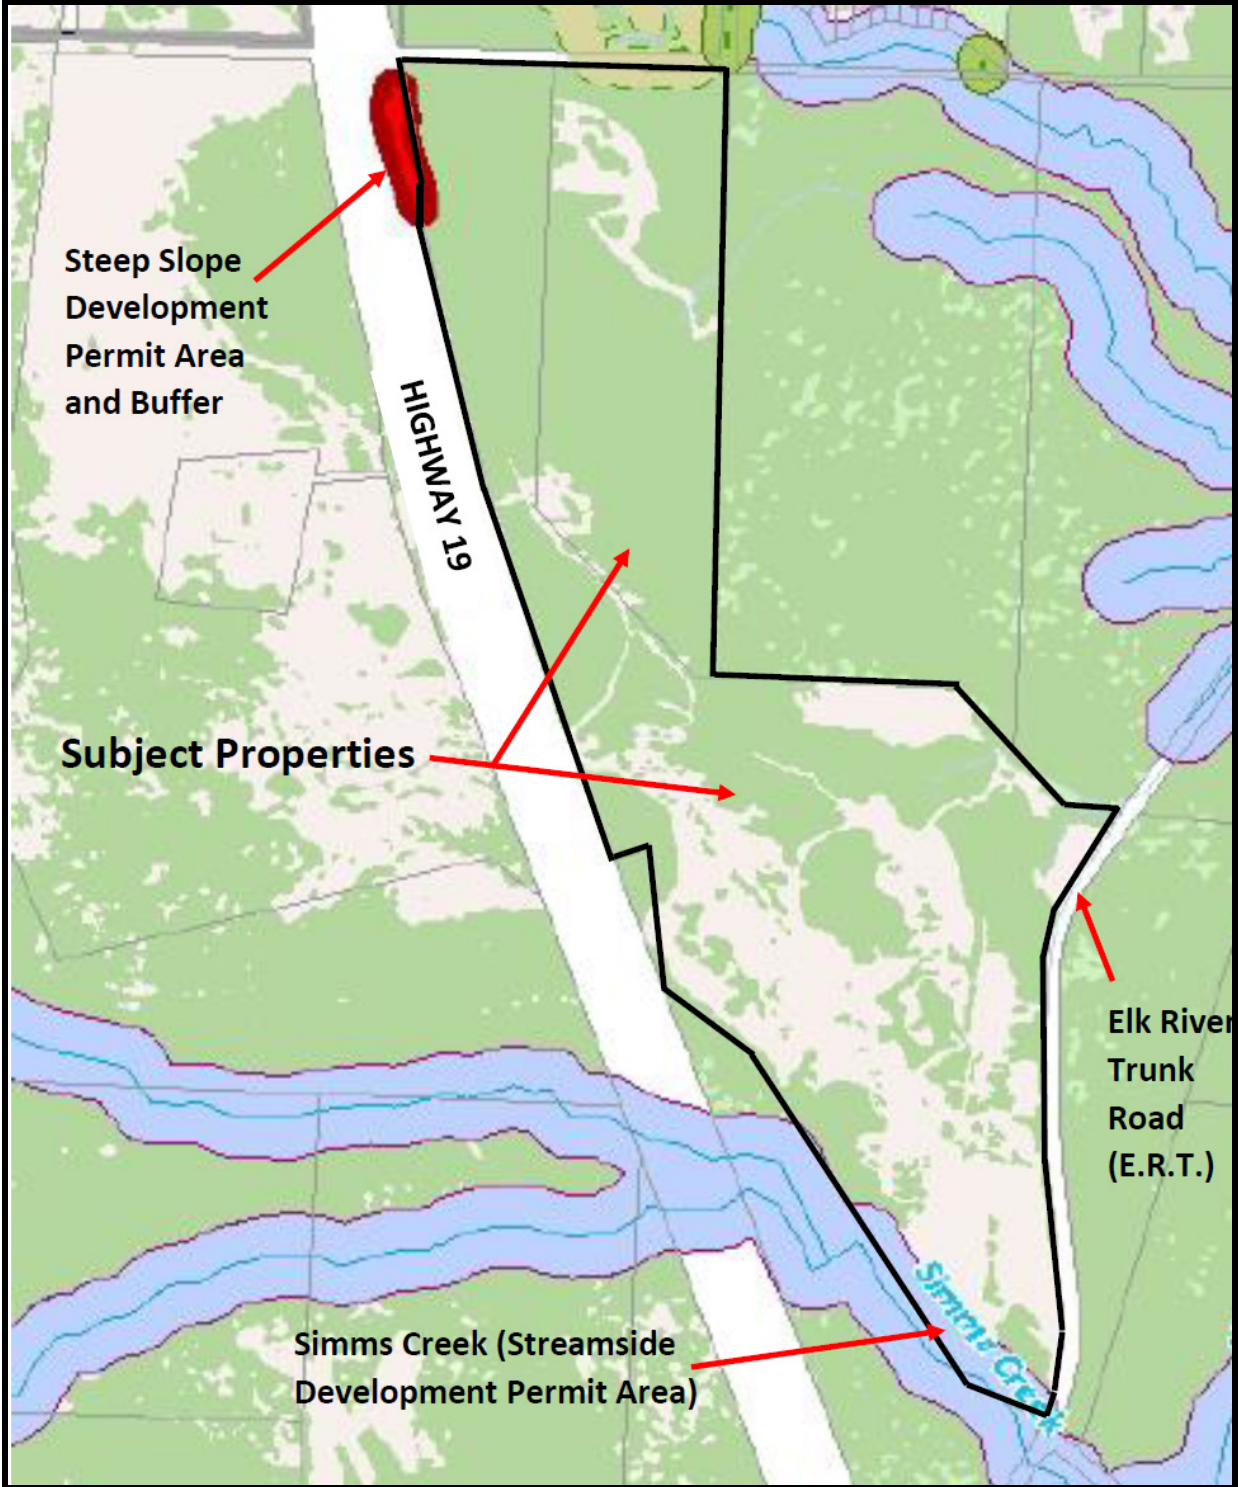 Steep Slope
Development
Permit Area
and Buffer
HIGHWAY 19
Subject Properties
Elk River
Trunk
Road
(E.R.T.)
Simms Creek
Simms Creek (Streamside
Development Permit Area)